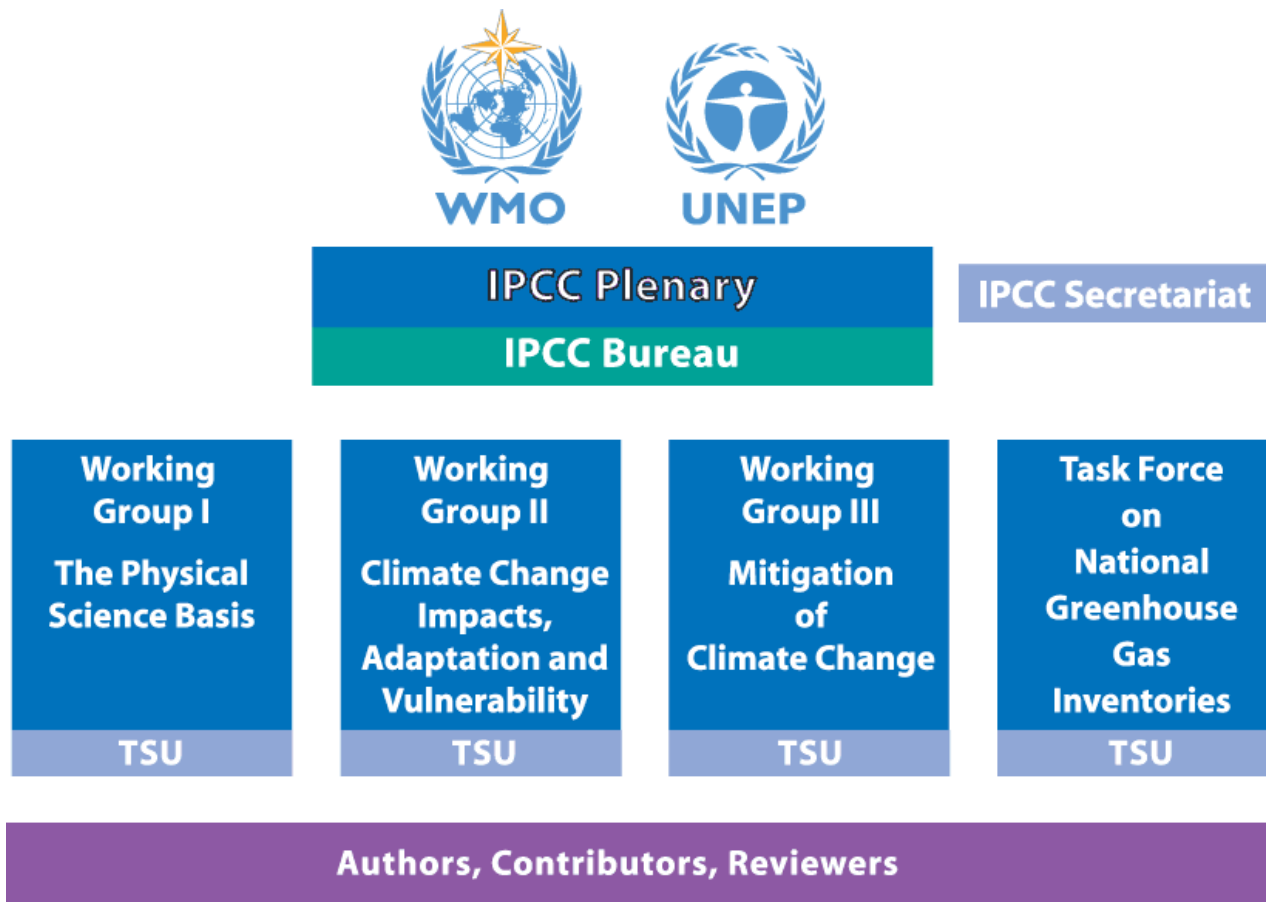 WMO
UNEP
IPCC Plenary
IPCC Bureau
IPCC Secretariat
Working
Group I
The Physical
Science Basis
TSU
Working
Group II
Climate Change
Impacts,
Adaptation and
Vulnerability
TSU
Working
Group III
Mitigation
of
Climate Change
TSU
Task Force
on
National
Greenhouse
Gas
Inventories
TSU
Authors, Contributors, Reviewers